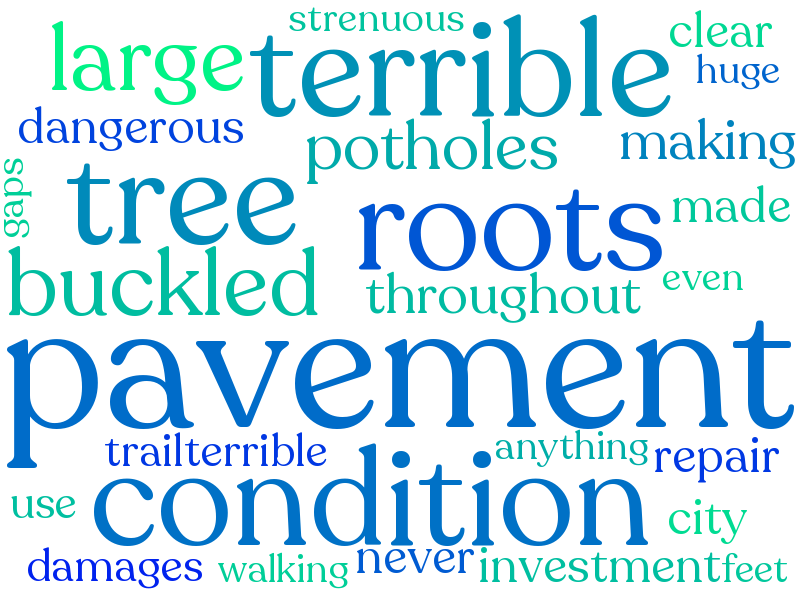 strenuous
large
terrible
clear
huge
dangerous
potholes
making
gaps
tree
roots
made
buckled
throughout
even
pavement
trailterrible
anything
repair
condition
use
city
damages
walking
never
investment
feet